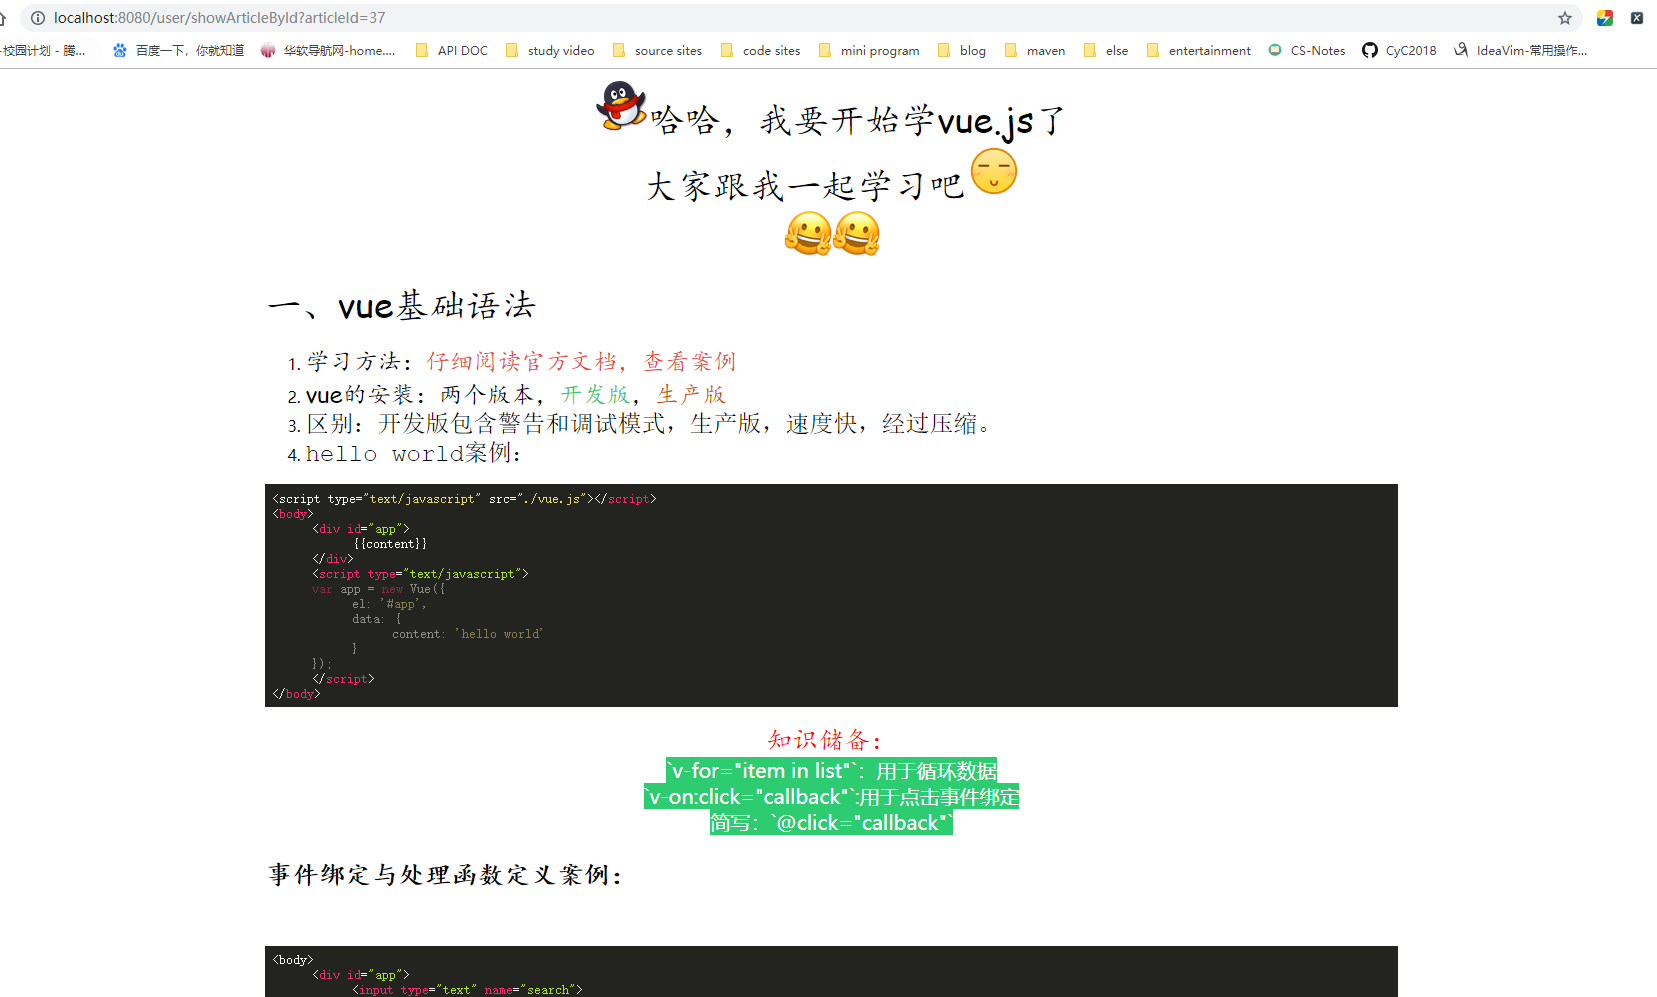 localhost:8080/user/showArticleById?articleId=37
-校园计划 - 腾... 百度一下，你就知道 华软导航网-home.... API DOC study video source sites code sites mini program blog maven else entertainment CS-Notes CyC2018 IdeaVim-常用操作...
哈哈，我要开始学vue.js了
大家跟我一起学习吧
一、vue基础语法
1. 学习方法：仔细阅读官方文档，查看案例
2. vue的安装：两个版本，开发版，生产版
3. 区别：开发版包含警告和调试模式，生产版，速度快，经过压缩。
4. hello world案例：
<script type="text/javascript" src="./vue.js"></script>
<body>
<div id="app">
{{content}}
</div>
<script type="text/javascript">
var app = new Vue({
el: '#app',
data: {
content: 'hello world'
}
});
</script>
</body>
知识储备：
`v-for="item in list"`：用于循环数据
`v-on:click="callback"`:用于点击事件绑定
简写：`@click="callback"`
事件绑定与处理函数定义案例：
<body>
<div id="app">
<input type="text" name="search">